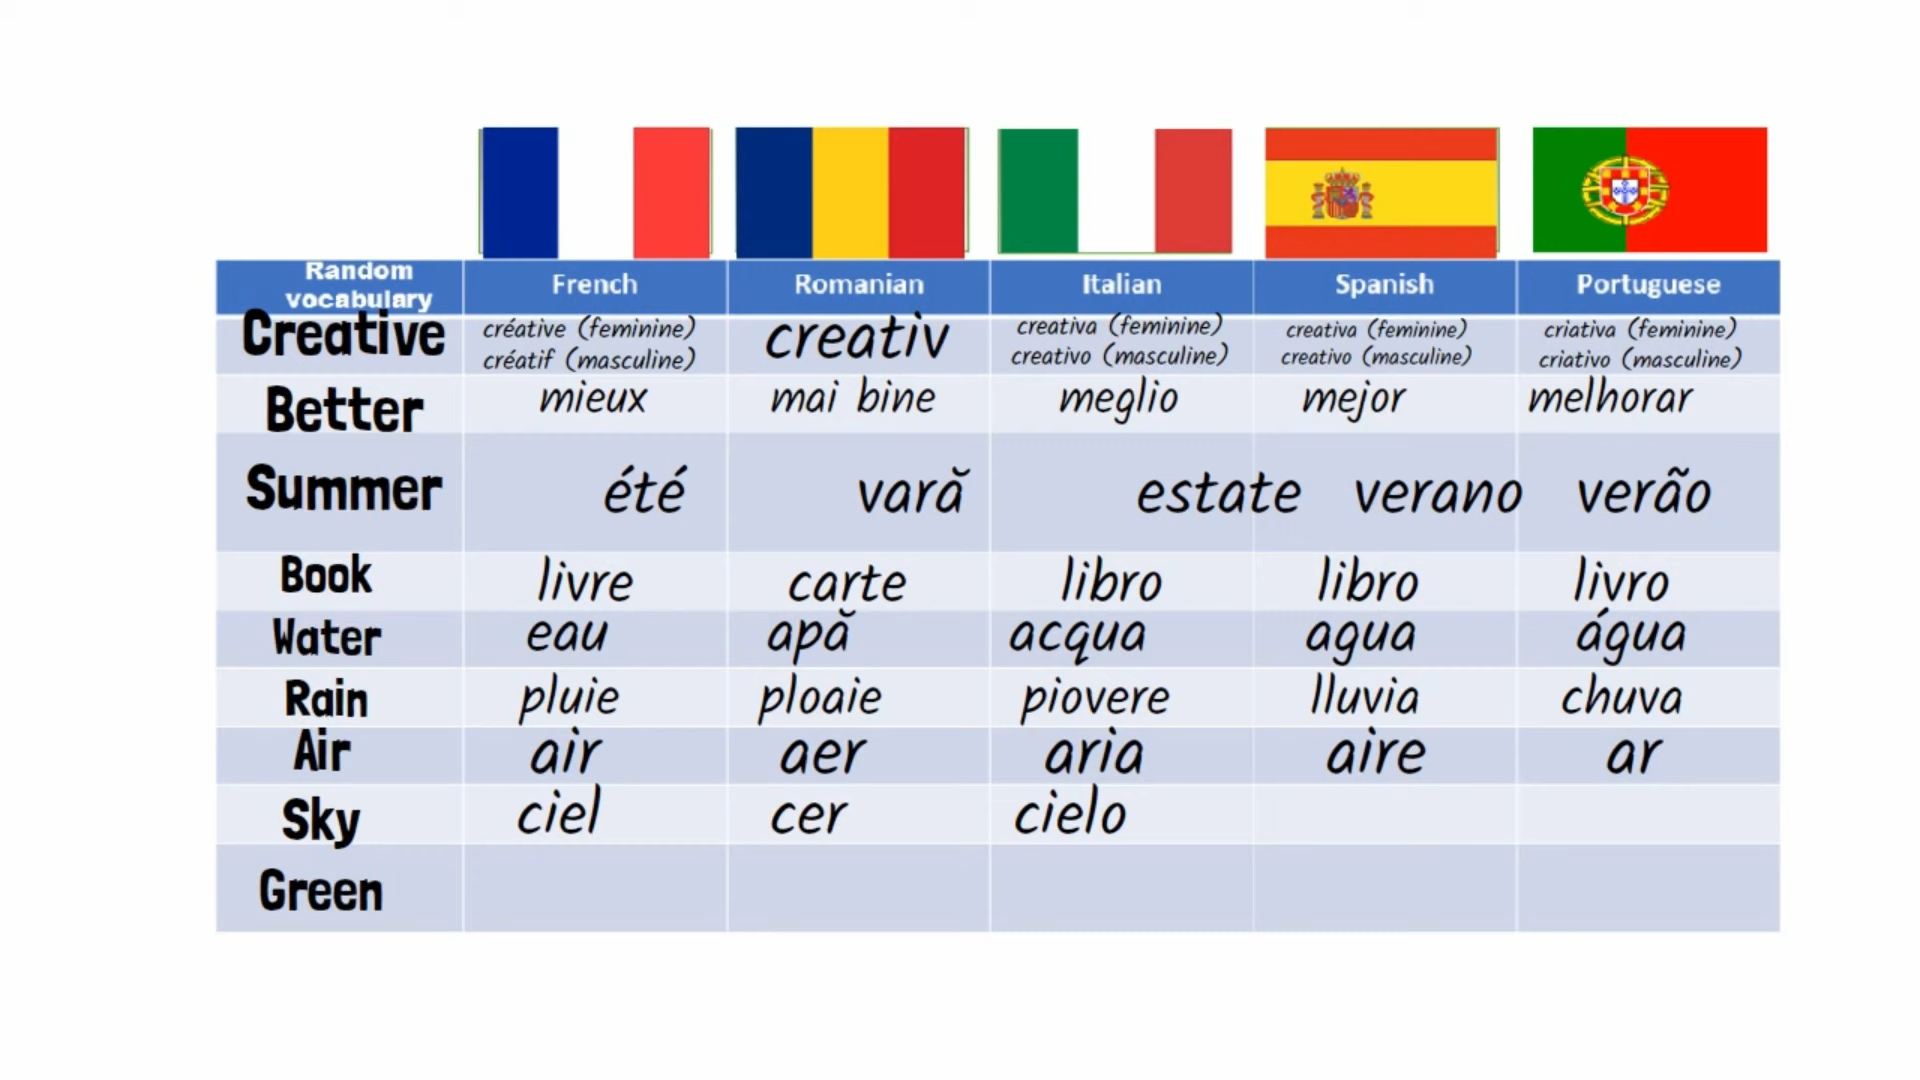 Random
vocabulary
French Romanian Italian Spanish Portuguese
Creative créative (feminine) creativ creativa (feminine) creativa (feminine) criativa (feminine)
créatif (masculine) creativo (masculine) creativo (masculine) criativo (masculine)
Better mieux mai bine meglio mejor melhorar
Summer été vară estate verano verão
Book livre carte libro libro livro
Water eau apă acqua agua água
Rain pluie ploaie piovere lluvia chuva
Air air aer aria aire ar
Sky ciel cer cielo
Green